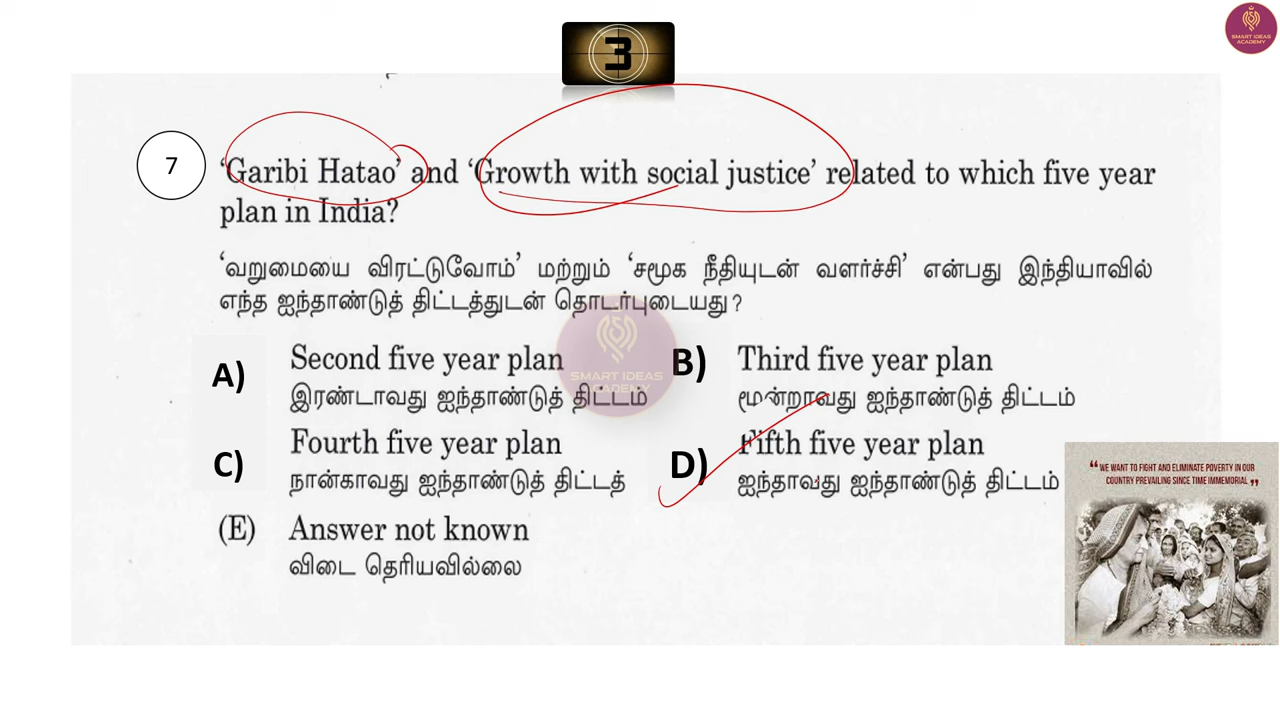 3
SMART IDEAS
ACADEMY
7
‘Garibi Hatao’ and ‘Growth with social justice’ related to which five year
plan in India?
‘வறுமையை விரட்டுவோம்’ மற்றும் ‘சமூக நீதியுடன் வளர்ச்சி’ என்பது இந்தியாவில்
எந்த ஐந்தாண்டுத் திட்டத்துடன் தொடர்புடையது?
A) Second five year plan
இரண்டாவது ஐந்தாண்டுத் திட்டம்
B) Third five year plan
மூன்றாவது ஐந்தாண்டுத் திட்டம்
SMART IDEAS
ACADEMY
C) Fourth five year plan
நான்காவது ஐந்தாண்டுத் திட்டத்
D) Fifth five year plan
ஐந்தாவது ஐந்தாண்டுத் திட்டம்
(E) Answer not known
விடை தெரியவில்லை
“WE WANT TO FIGHT AND ELIMINATE POVERTY IN OUR
COUNTRY PREVAILING SINCE TIME IMMEMORIAL”